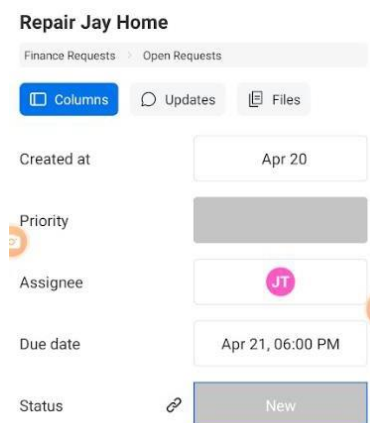 Repair Jay Home
Finance Requests > Open Requests
Columns Updates Files
Created at Apr 20
Priority
Assignee JT
Due date Apr 21, 06:00 PM
Status New